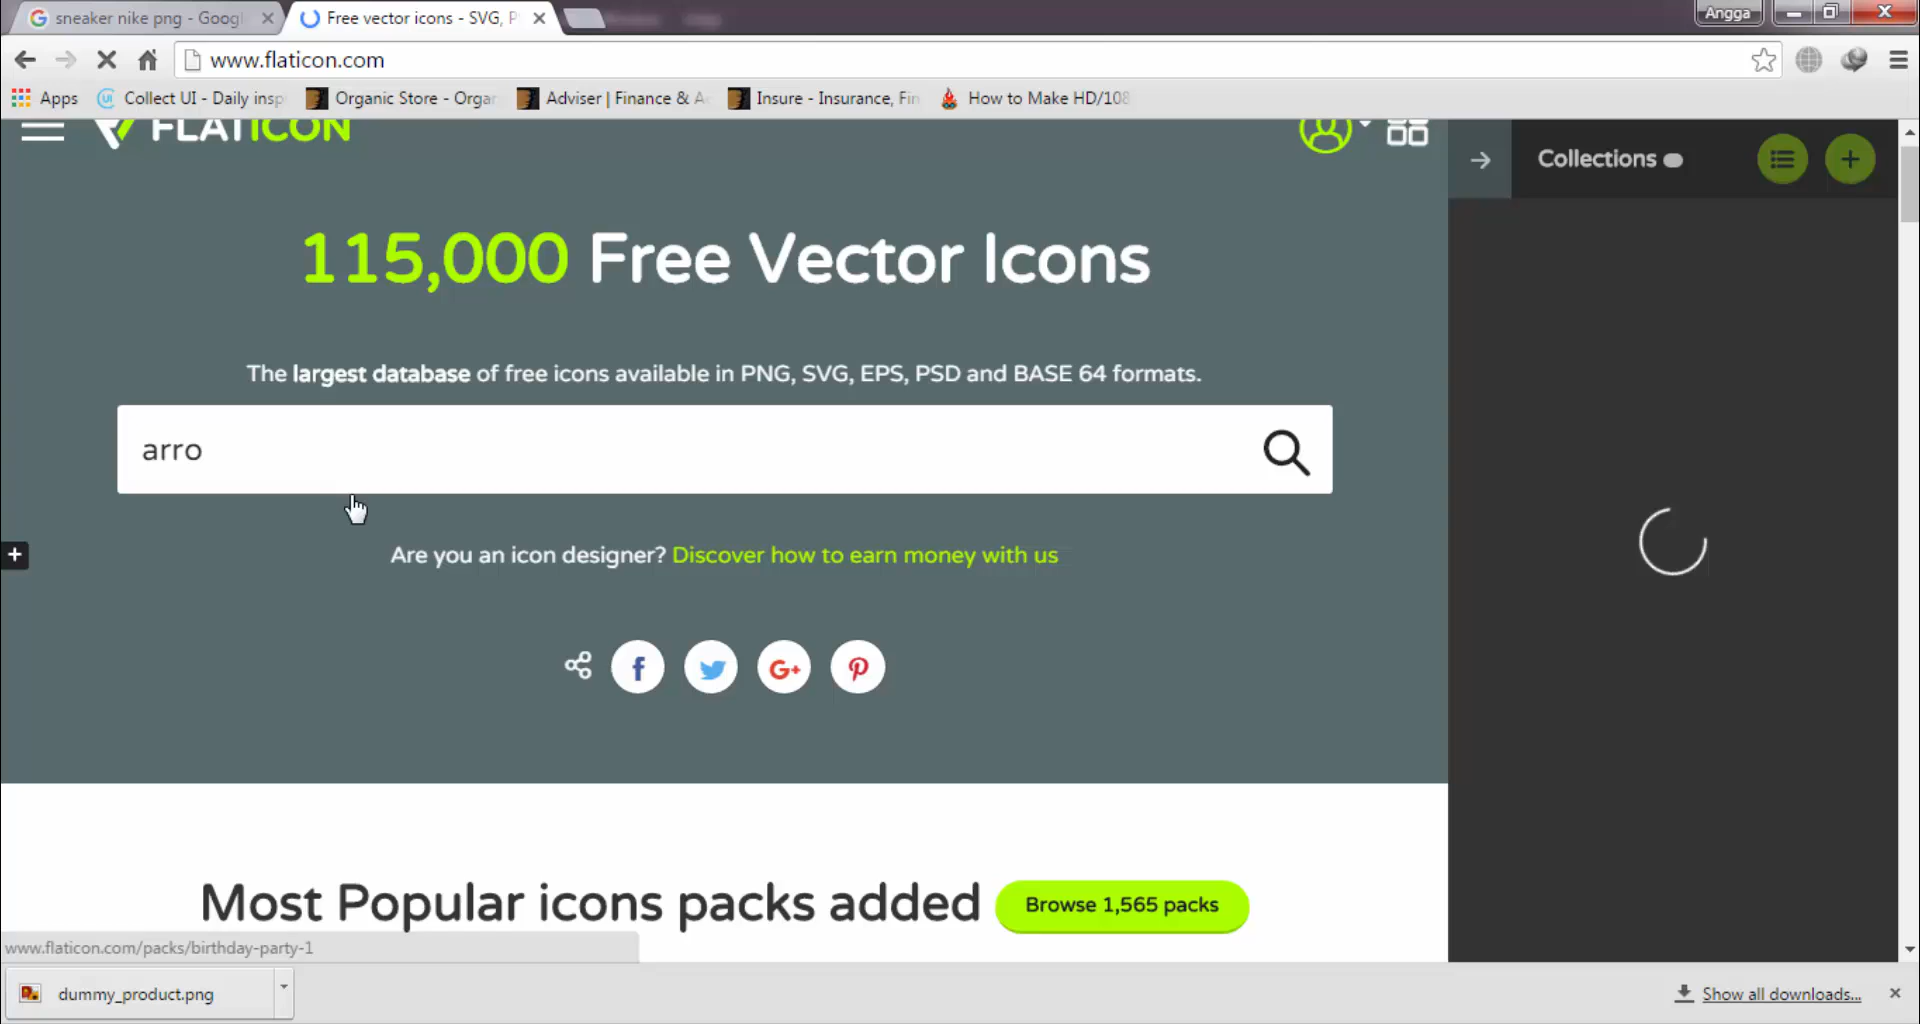 sneaker nike png - Googl
Free vector icons - SVG, P
Angga
www.flaticon.com
Apps
Collect UI - Daily insp
Organic Store - Orgar
Adviser | Finance & A
Insure - Insurance, Fin
How to Make HD/108
FLATICON
Collections
115,000 Free Vector Icons
The largest database of free icons available in PNG, SVG, EPS, PSD and BASE 64 formats.
arro
Are you an icon designer? Discover how to earn money with us
Most Popular icons packs added
Browse 1,565 packs
www.flaticon.com/packs/birthday-party-1
dummy_product.png
Show all downloads...